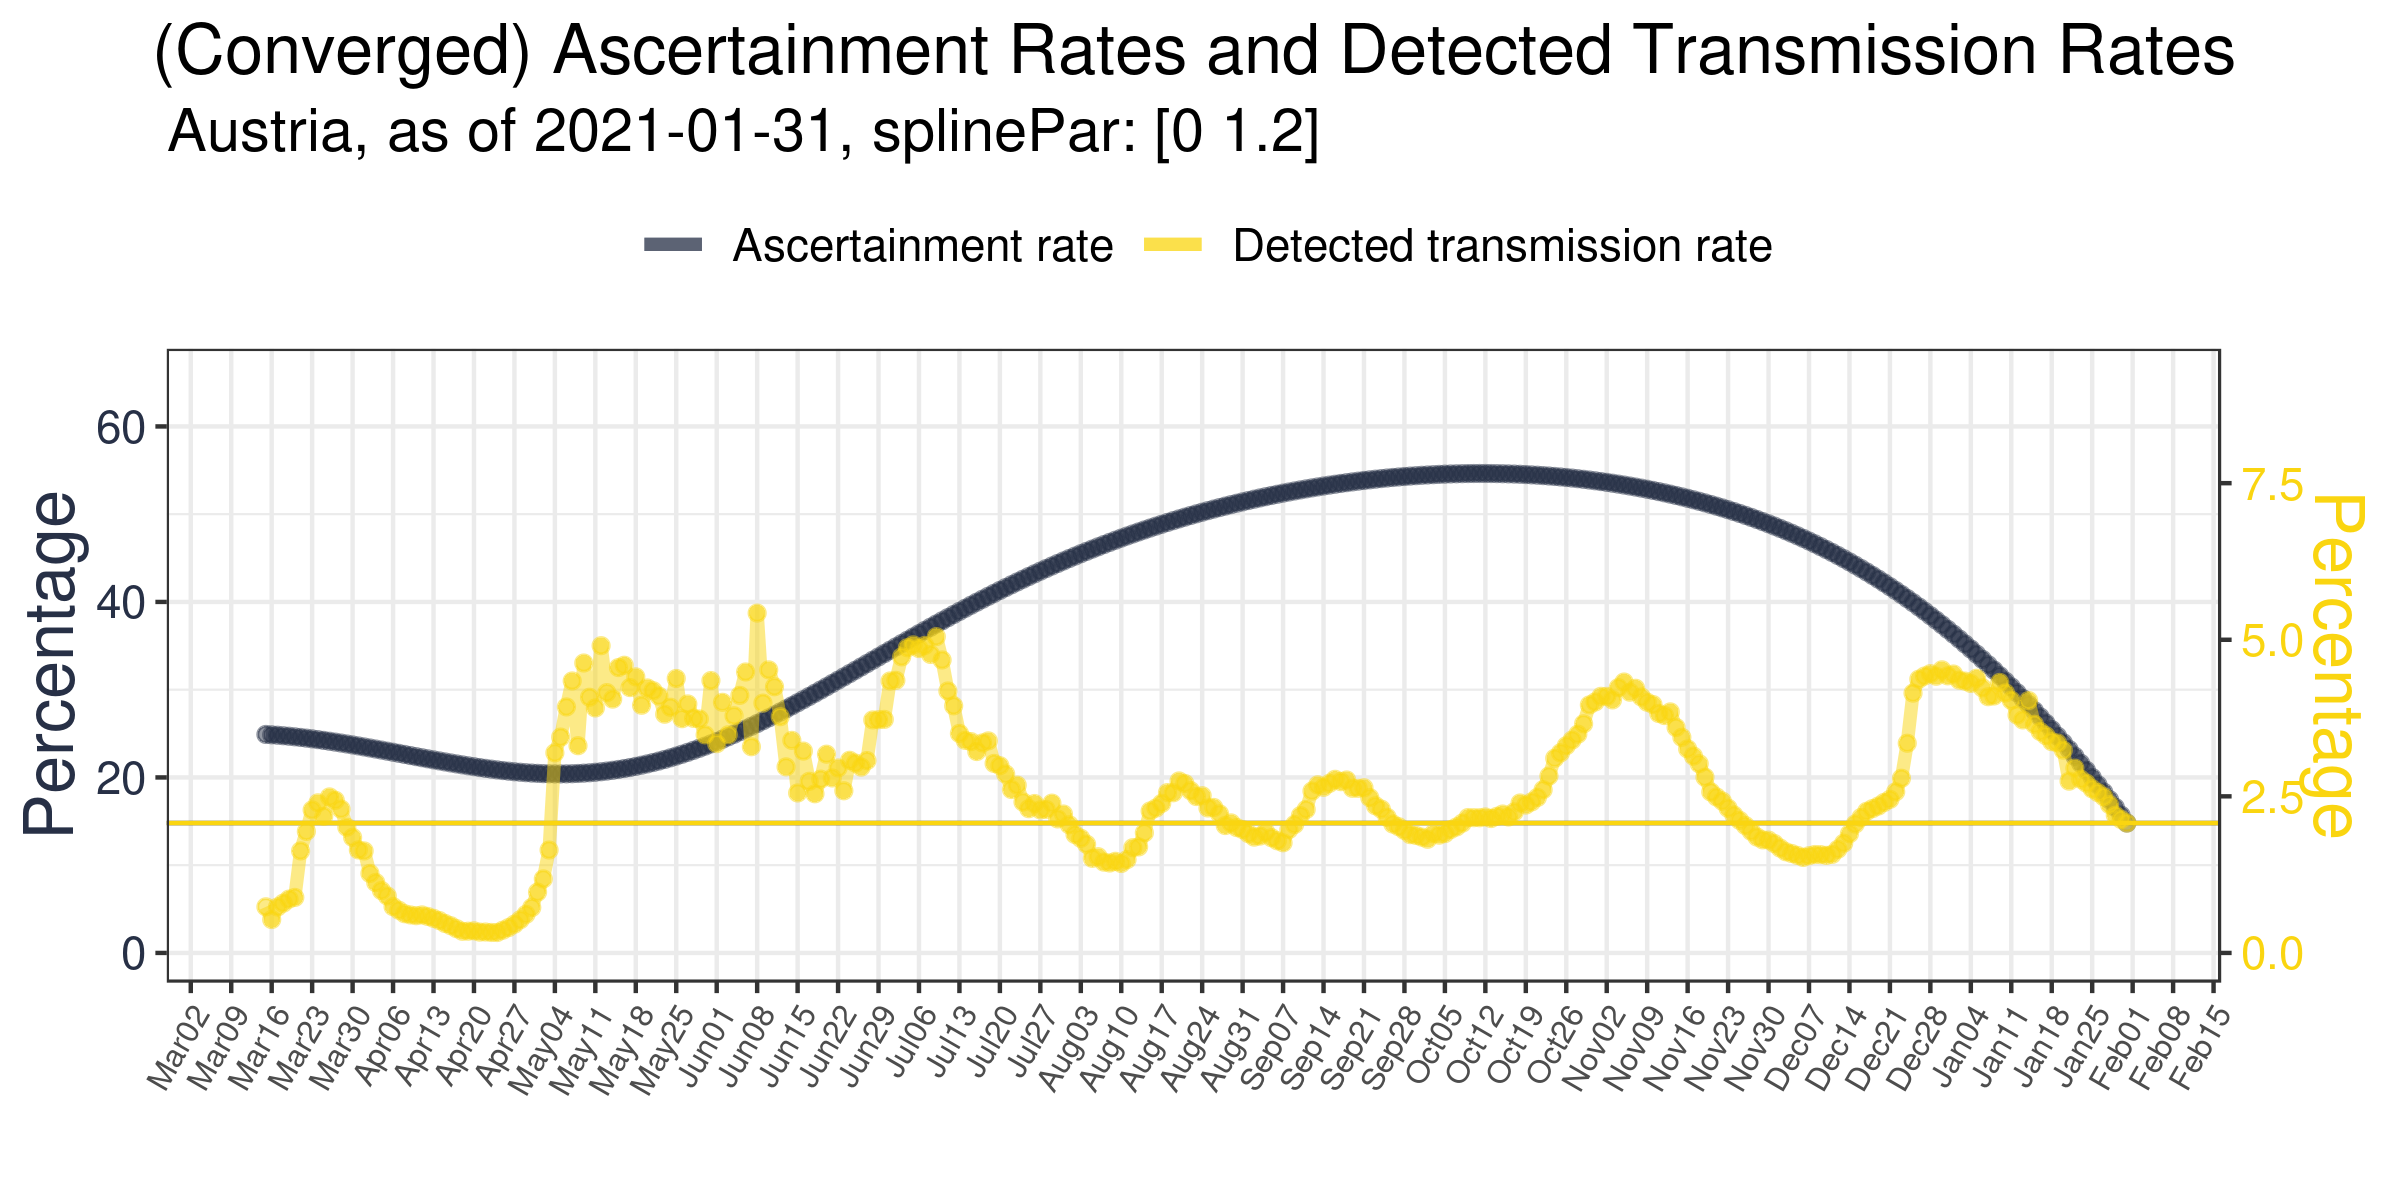 (Converged) Ascertainment Rates and Detected Transmission Rates
Austria, as of 2021-01-31, splinePar: [0 1.2]
Ascertainment rate
Detected transmission rate
Percentage
60
40
20
0
7.5
5.0
2.5
0.0
Percentage
Mar02
Mar09
Mar16
Mar23
Mar30
Apr06
Apr13
Apr20
Apr27
May04
May11
May18
May25
Jun01
Jun08
Jun15
Jun22
Jun29
Jul06
Jul13
Jul20
Jul27
Aug03
Aug10
Aug17
Aug24
Aug31
Sep07
Sep14
Sep21
Sep28
Oct05
Oct12
Oct19
Oct26
Nov02
Nov09
Nov16
Nov23
Nov30
Dec07
Dec14
Dec21
Dec28
Jan04
Jan11
Jan18
Jan25
Feb01
Feb08
Feb15